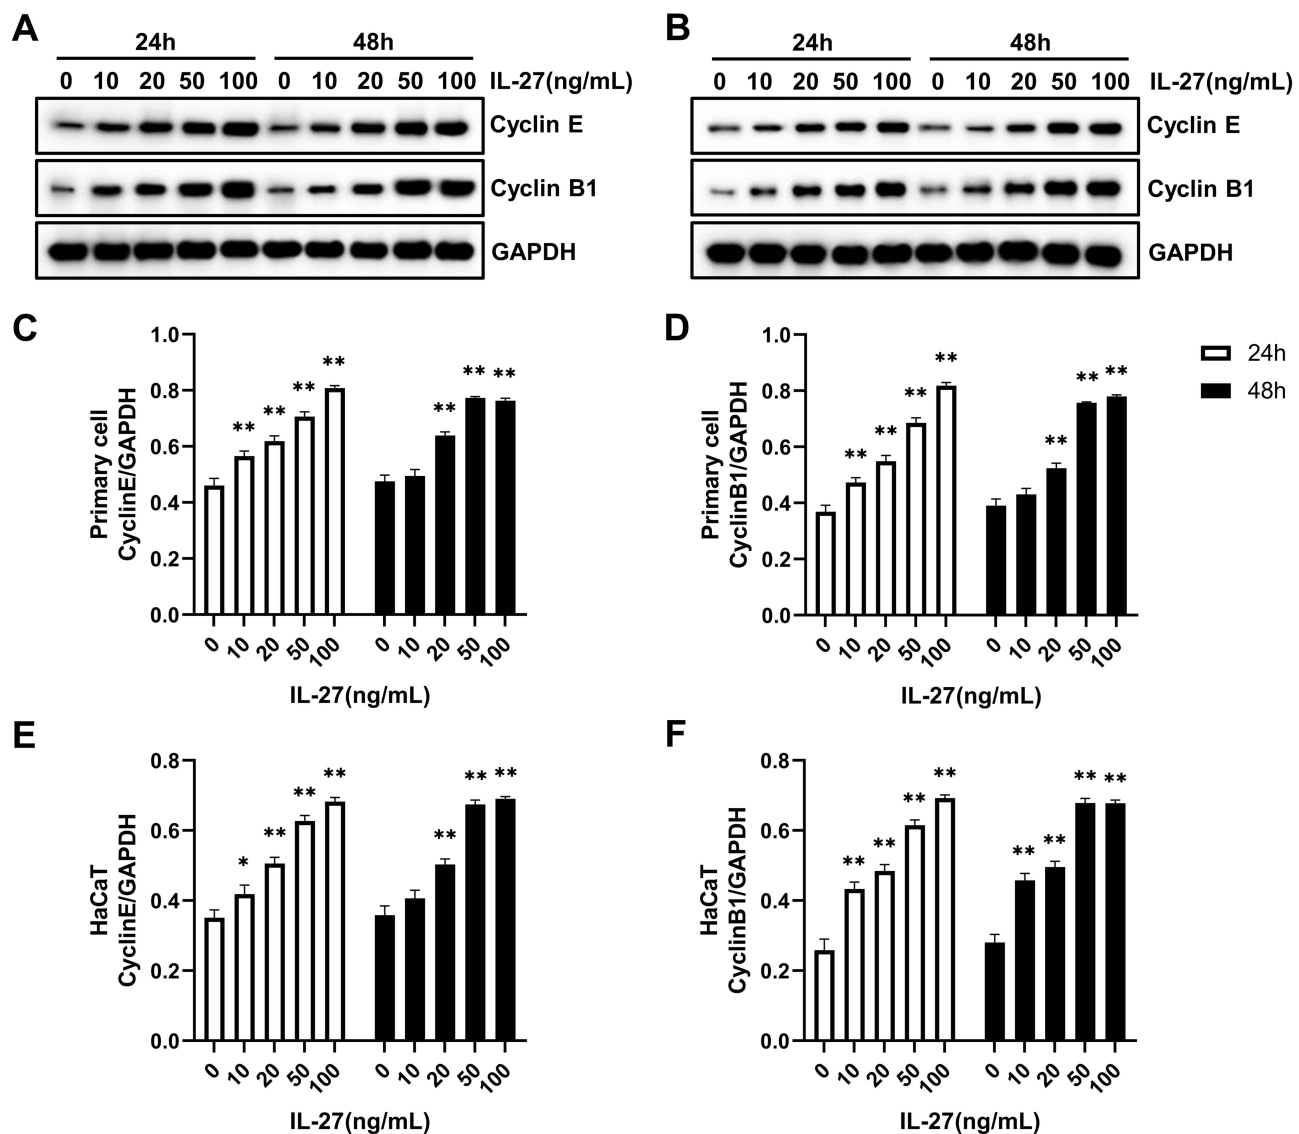 A
24h 48h
0 10 20 50 100 0 10 20 50 100 IL-27(ng/mL)
Cyclin E
Cyclin B1
GAPDH
B
24h 48h
0 10 20 50 100 0 10 20 50 100 IL-27(ng/mL)
Cyclin E
Cyclin B1
GAPDH
C
Primary cell
CyclinE/GAPDH
1.0
0.8
0.6
0.4
0.2
0.0
** ** ** ** ** ** **
0 10 20 50 100 0 10 20 50 100
IL-27(ng/mL)
D
Primary cell
CyclinB1/GAPDH
1.0
0.8
0.6
0.4
0.2
0.0
** ** ** ** ** ** **
0 10 20 50 100 0 10 20 50 100
IL-27(ng/mL)
24h
48h
E
HaCaT
CyclinE/GAPDH
0.8
0.6
0.4
0.2
0.0
* ** ** ** ** ** **
0 10 20 50 100 0 10 20 50 100
IL-27(ng/mL)
F
HaCaT
CyclinB1/GAPDH
0.8
0.6
0.4
0.2
0.0
** ** ** ** ** ** ** **
0 10 20 50 100 0 10 20 50 100
IL-27(ng/mL)